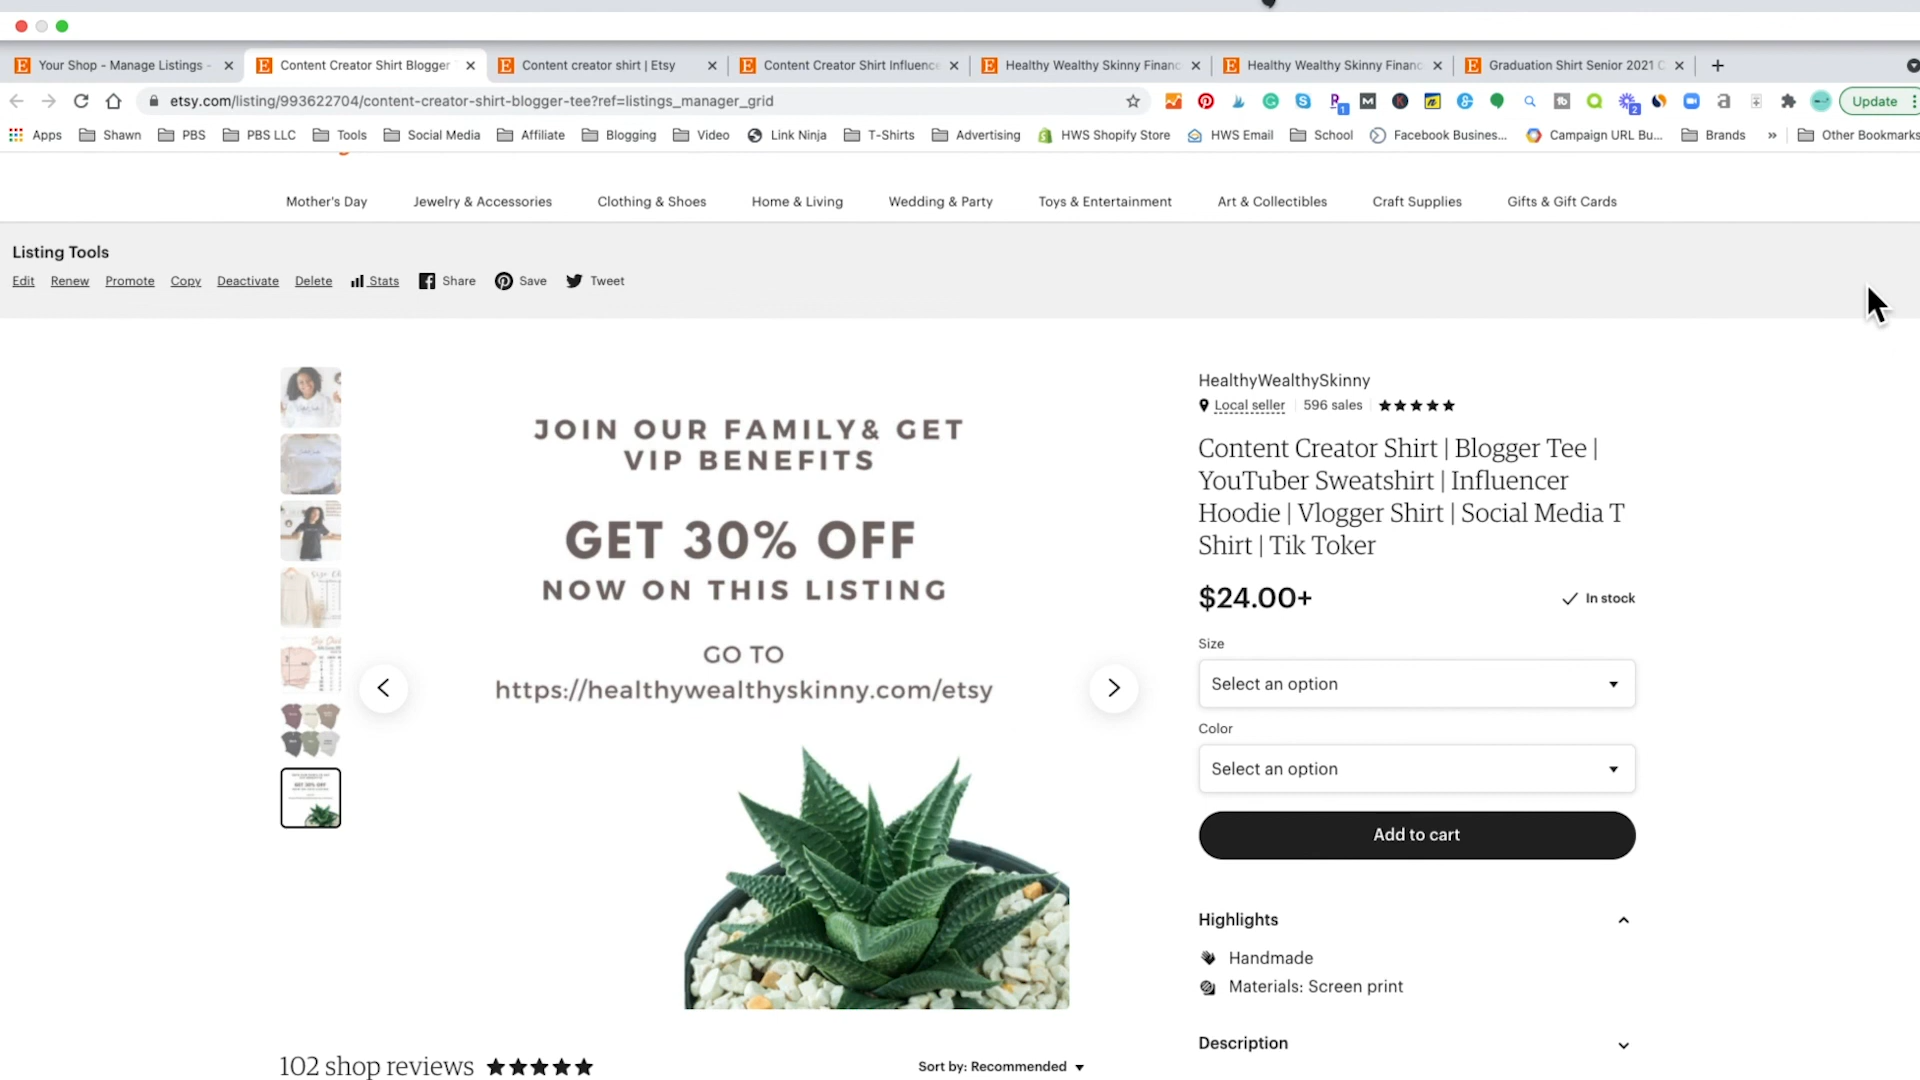 Your Shop - Manage Listings -
Content Creator Shirt Blogger
Content creator shirt | Etsy
Content Creator Shirt Influence
Healthy Wealthy Skinny Financ
Healthy Wealthy Skinny Financ
Graduation Shirt Senior 2021 C
etsy.com/listing/993622704/content-creator-shirt-blogger-tee?ref=listings_manager_grid
Update
Apps
Shawn
PBS
PBS LLC
Tools
Social Media
Affiliate
Blogging
Video
Link Ninja
T-Shirts
Advertising
HWS Shopify Store
HWS Email
School
Facebook Busines...
Campaign URL Bu...
Brands
»
Other Bookmarks
Mother's Day
Jewelry & Accessories
Clothing & Shoes
Home & Living
Wedding & Party
Toys & Entertainment
Art & Collectibles
Craft Supplies
Gifts & Gift Cards
Listing Tools
Edit
Renew
Promote
Copy
Deactivate
Delete
Stats
Share
Save
Tweet
JOIN OUR FAMILY& GET
VIP BENEFITS
GET 30% OFF
NOW ON THIS LISTING
GO TO
https://healthywealthyskinny.com/etsy
HealthyWealthySkinny
Local seller
596 sales
Content Creator Shirt | Blogger Tee |
YouTuber Sweatshirt | Influencer
Hoodie | Vlogger Shirt | Social Media T
Shirt | Tik Toker
$24.00+
In stock
Size
Select an option
Color
Select an option
Add to cart
Highlights
Handmade
Materials: Screen print
Description
102 shop reviews
Sort by: Recommended